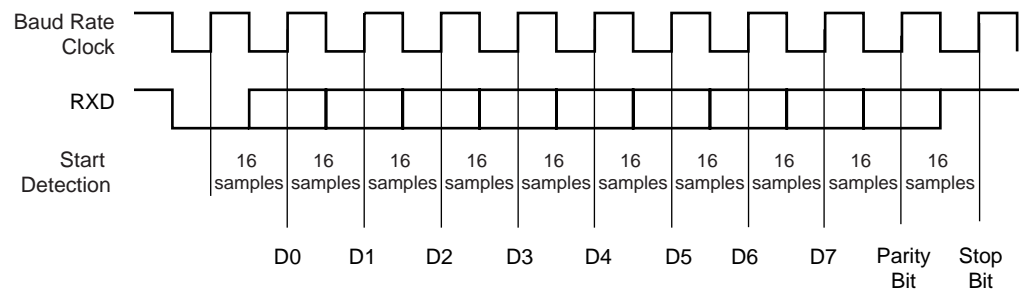 Baud Rate
Clock
RXD
Start
Detection
16 16 16 16 16 16 16 16 16 16
samples samples samples samples samples samples samples samples samples samples
D0 D1 D2 D3 D4 D5 D6 D7 Parity Stop
Bit Bit